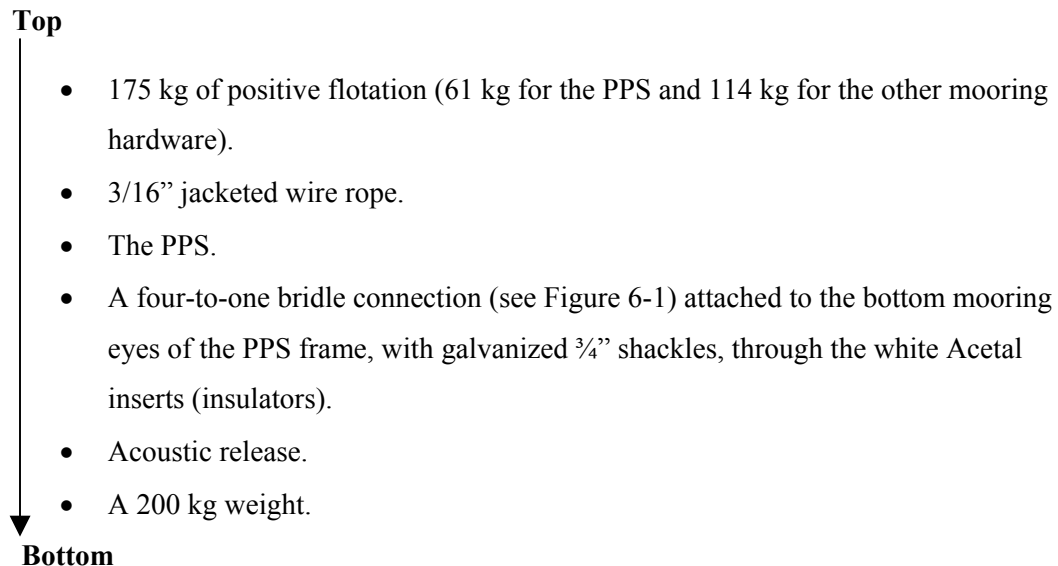 Top
• 175 kg of positive flotation (61 kg for the PPS and 114 kg for the other mooring
hardware).
• 3/16” jacketed wire rope.
• The PPS.
• A four-to-one bridle connection (see Figure 6-1) attached to the bottom mooring
eyes of the PPS frame, with galvanized ¾” shackles, through the white Acetal
inserts (insulators).
• Acoustic release.
• A 200 kg weight.
Bottom